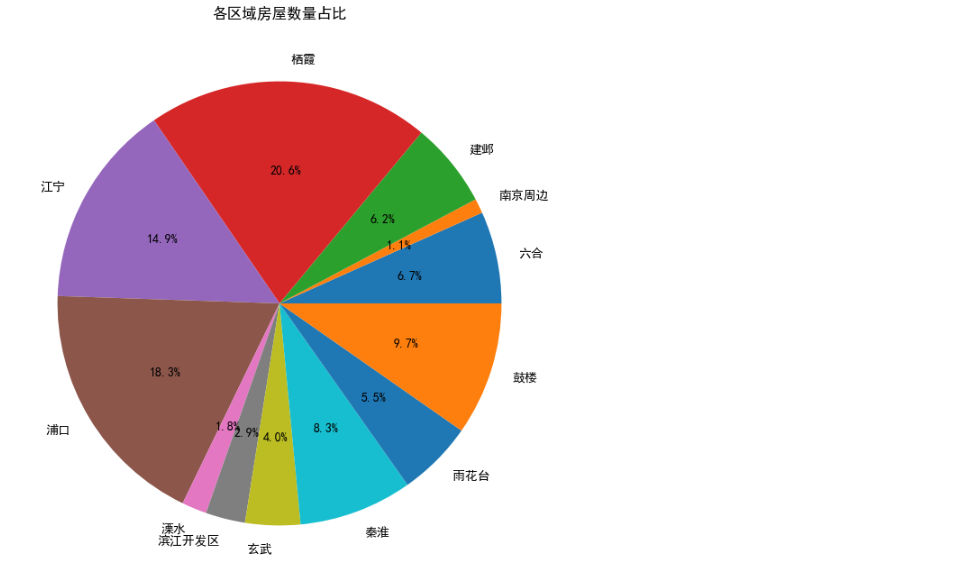 各区域房屋数量占比
栖霞
建邺
南京周边
六合
江宁
浦口
溧水
滨江开发区
玄武
秦淮
雨花台
鼓楼
20.6%
6.2%
1.1%
6.7%
14.9%
18.3%
1.8%
2.9%
4.0%
8.3%
5.5%
9.7%